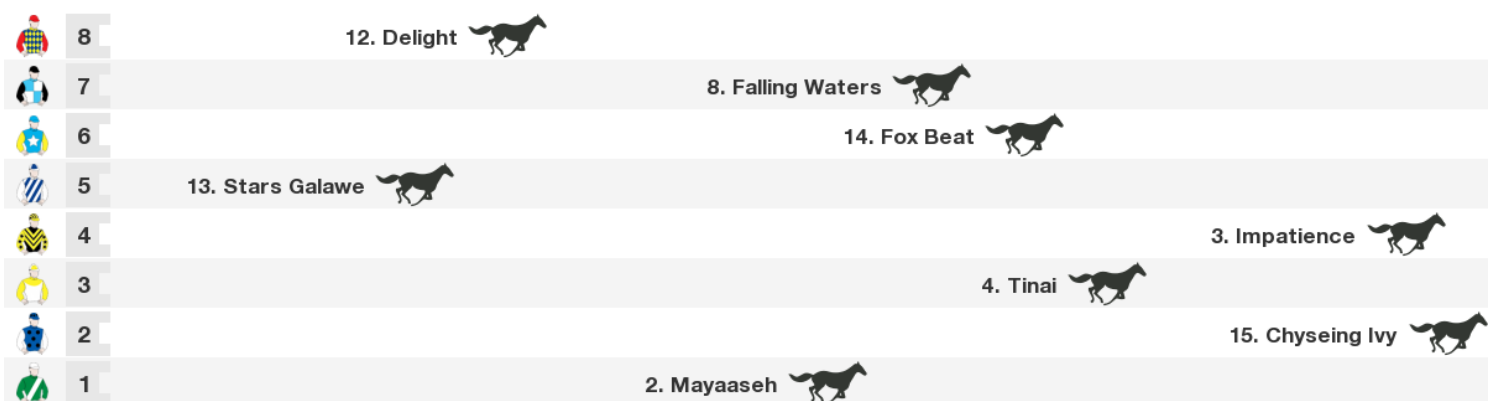 8 12. Delight
7 8. Falling Waters
6 14. Fox Beat
5 13. Stars Galawe
4 3. Impatience
3 4. Tinai
2 15. Chyseing Ivy
1 2. Mayaaseh